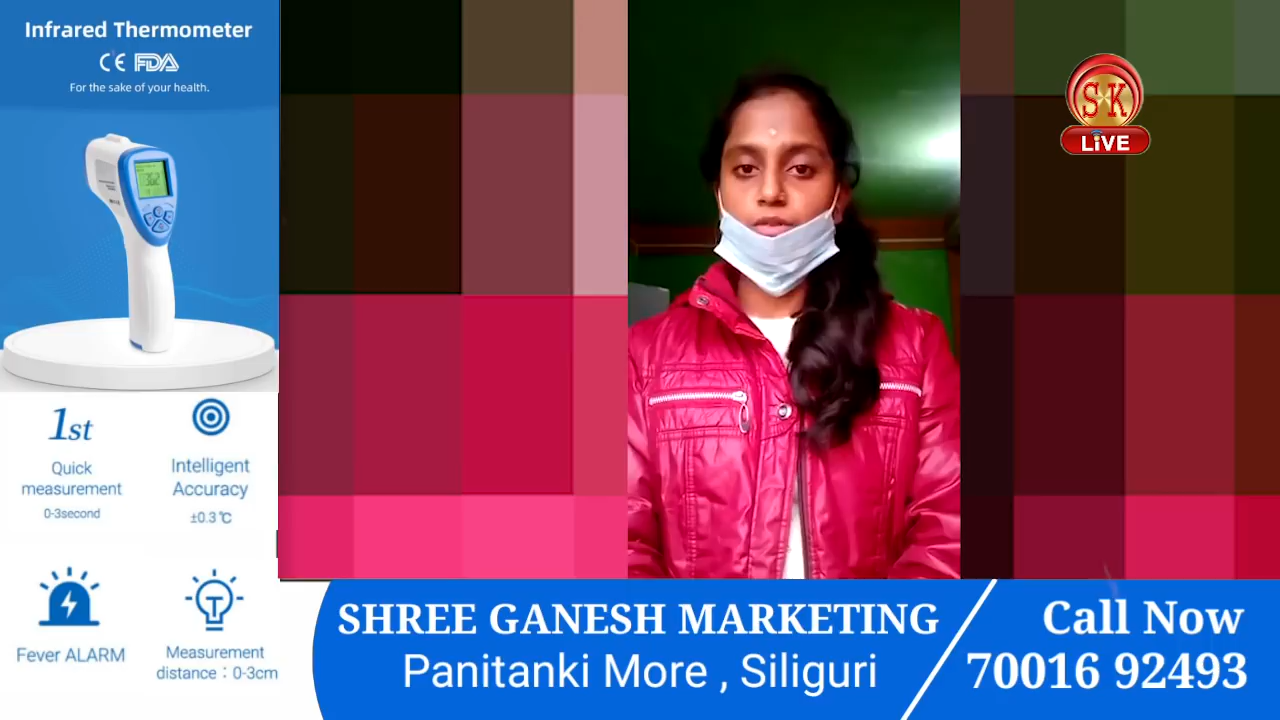 Infrared Thermometer
CE FDA
For the sake of your health.
1st
Quick
measurement
0-3second
Intelligent
Accuracy
±0.3℃
Fever ALARM
Measurement
distance：0-3cm
SK
LiVE
SHREE GANESH MARKETING
Panitanki More , Siliguri
Call Now
70016 92493